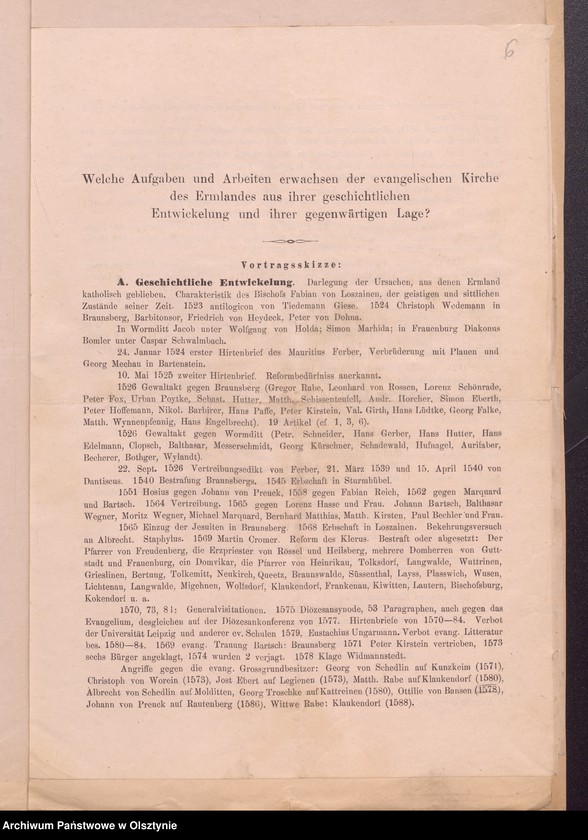 6
Welche Aufgaben und Arbeiten erwachsen der evangelischen Kirche
des Ermlandes aus ihrer geschichtlichen
Entwickelung und ihrer gegenwärtigen Lage?
Vortragsskizze:
A. Geschichtliche Entwickelung. Darlegung der Ursachen, aus denen Ermland
katholisch geblieben. Charakteristik des Bischofs Fabian von Loszainen, der geistigen und sittlichen
Zustände seiner Zeit. 1523 antilogicon von Tiedemann Giese. 1524 Christoph Wedemann in
Braunsberg, Barbitonsor, Friedrich von Heydeck, Peter von Dohna.
In Wormditt Jacob unter Wolfgang von Holda; Simon Marhida; in Frauenburg Diakonus
Bomler unter Caspar Schwalmbach.
24. Januar 1524 erster Hirtenbrief des Mauritius Ferber, Verbrüderung mit Plauen und
Georg Mechau in Bartenstein.
10. Mai 1525 zweiter Hirtenbrief. Reformbedürfniss anerkannt.
1526 Gewaltakt gegen Braunsberg (Gregor Rabe, Leonhard von Rossen, Lorenz Schönrade,
Peter Fox, Urban Poytke, Sebast. Hutter, Matth. Schissenteufell, Andr. Horcher, Simon Eberth,
Peter Hoffemann, Nikol. Barbirer, Hans Paffe, Peter Kirstein, Val. Girth, Hans Lüdtke, Georg Falke,
Matth. Wynnenpfennig, Hans Engelbrecht). 19 Artikel (cf. 1, 3, 6).
1526 Gewaltakt gegen Wormditt (Petr. Schneider, Hans Gerber, Hans Hutter, Hans
Edelmann, Clopsch, Balthasar, Messerschmidt, Georg Kürschner, Schadewald, Hufnagel, Aurifaber,
Becherer, Bothger, Wylandt).
22. Sept. 1526 Vertreibungsedikt von Ferber, 21. März 1539 und 15. April 1540 von
Dantiscus. 1540 Bestrafung Braunsbergs. 1545 Erbschaft in Sturmhübel.
1551 Hosius gegen Johann von Preuck, 1558 gegen Fabian Reich, 1562 gegen Marquard
und Bartsch. 1564 Vertreibung. 1565 gegen Lorenz Hasse und Frau. Johann Bartsch, Balthasar
Wegner, Moritz Wegner, Michael Marquard, Bernhard Matthias, Matth. Kirsten, Paul Bechler und Frau.
1565 Einzug der Jesuiten in Braunsberg. 1568 Erbschaft in Loszainen. Bekehrungsversuch
an Albrecht. Staphylus. 1569 Martin Cromer. Reform des Klerus. Bestraft oder abgesetzt: Der
Pfarrer von Freudenberg, die Erzpriester von Rössel und Heilsberg, mehrere Domherren von Gutt-
stadt und Frauenburg, ein Domvikar, die Pfarrer von Heinrikau, Tolksdorf, Langwalde, Wuttrinen,
Grieslinen, Bertung, Tolkemitt, Neukirch, Queetz, Braunswalde, Süssenthal, Layss, Plasswich, Wusen,
Lichtenau, Langwalde, Migehnen, Wolfsdorf, Klaukendorf, Frankenau, Kiwitten, Lautern, Bischofsburg,
Kokendorf u. a.
1570, 73, 81: Generalvisitationen. 1575 Diözesansynode, 53 Paragraphen, auch gegen das
Evangelium, desgleichen auf der Diözesankonferenz von 1577. Hirtenbriefe von 1570—84. Verbot
der Universität Leipzig und anderer ev. Schulen 1579, Eustachius Ungarmann. Verbot evang. Litteratur
bes. 1580—84. 1569 evang. Trauung Bartsch: Braunsberg 1571 Peter Kirstein vertrieben, 1573
sechs Bürger angeklagt, 1574 wurden 2 verjagt. 1578 Klage Widmannstedt.
Angriffe gegen die evang. Grossgrundbesitzer: Georg von Schedlin auf Kunzkeim (1571),
Christoph von Worein (1573), Jost Ebert auf Legienen (1573), Matth. Rabe auf Klaukendorf (1580),
Albrecht von Schedlin auf Molditten, Georg Troschke auf Kattreinen (1580), Ottilie von Bansen (1578),
Johann von Preuck auf Rautenberg (1586), Wittwe Rabe: Klaukendorf (1588).
Archiwum Państwowe w Olsztynie